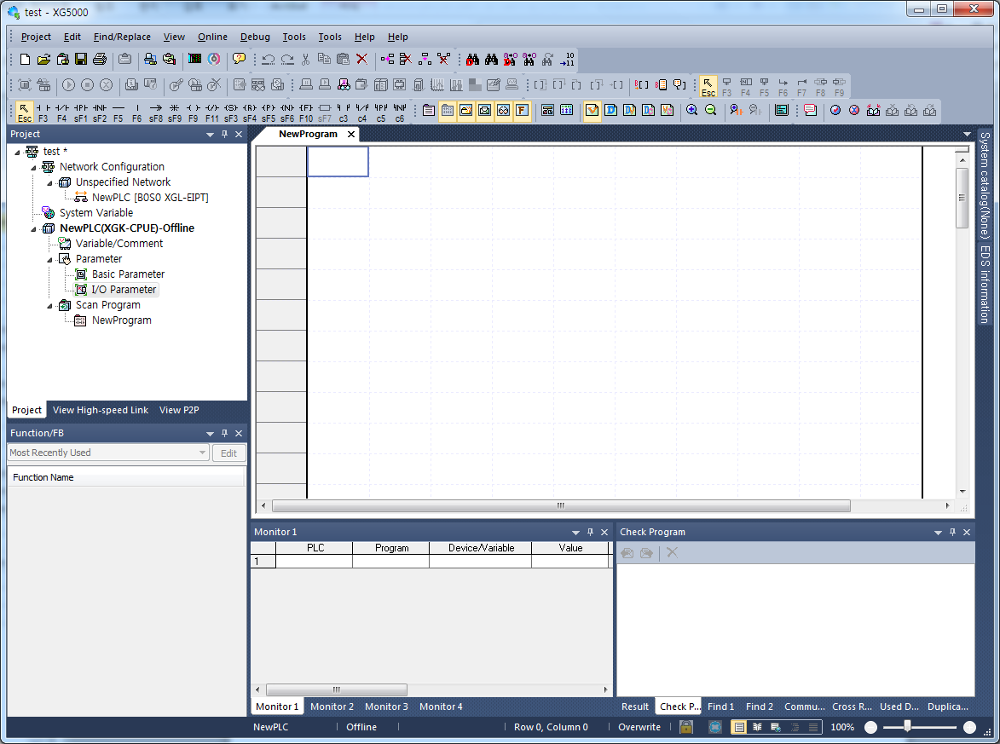 test - XG5000
Project Edit Find/Replace View Online Debug Tools Tools Help Help
Esc F3 F4 sF1 sF2 F5 F6 sF8 sF9 F9 F11 sF3 sF4 sF5 sF6 F10 sF7 c3 c4 c5 c6
Esc F3 F4 F5 F6 F7 F8 F9
Project
test *
Network Configuration
Unspecified Network
NewPLC [B0S0 XGL-EIPT]
System Variable
NewPLC(XGK-CPUE)-Offline
Variable/Comment
Parameter
Basic Parameter
I/O Parameter
Scan Program
NewProgram
Project View High-speed Link View P2P
Function/FB
Most Recently Used Edit
Function Name
NewProgram
System catalog(None)
EDS information
Monitor 1
PLC Program Device/Variable Value
1
Monitor 1 Monitor 2 Monitor 3 Monitor 4
Check Program
Result Check P... Find 1 Find 2 Commu... Cross R... Used D... Duplica...
NewPLC Offline Row 0, Column 0 Overwrite 100%